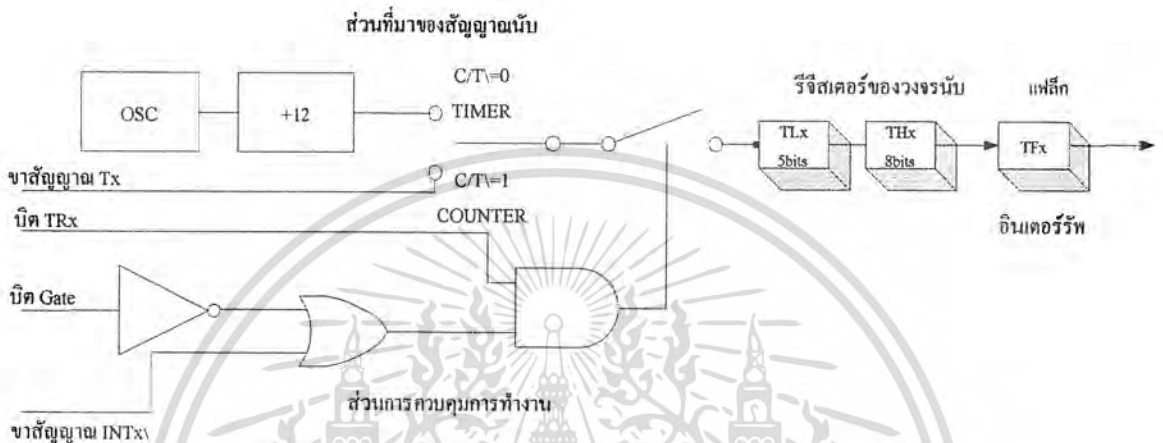 ส่วนที่มาของสัญญาณนับ
C/T\=0
TIMER
OSC
+12
รีจีสเตอร์ของวงจรนับ
แฟล็ก
TLx
5bits
THx
8bits
TFx
อินเตอร์รัพ
ขาสัญญาณ Tx
C/T\=1
COUNTER
บิต TRx
บิต Gate
ส่วนการควบคุมการทำงาน
ขาสัญญาณ INTx\